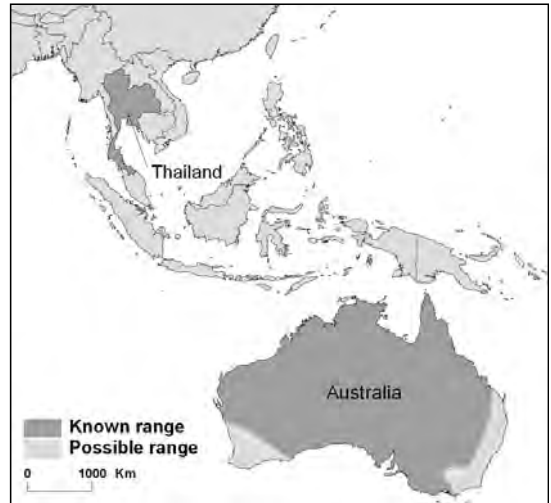 Thailand
Australia
Known range
Possible range
0 1000 Km